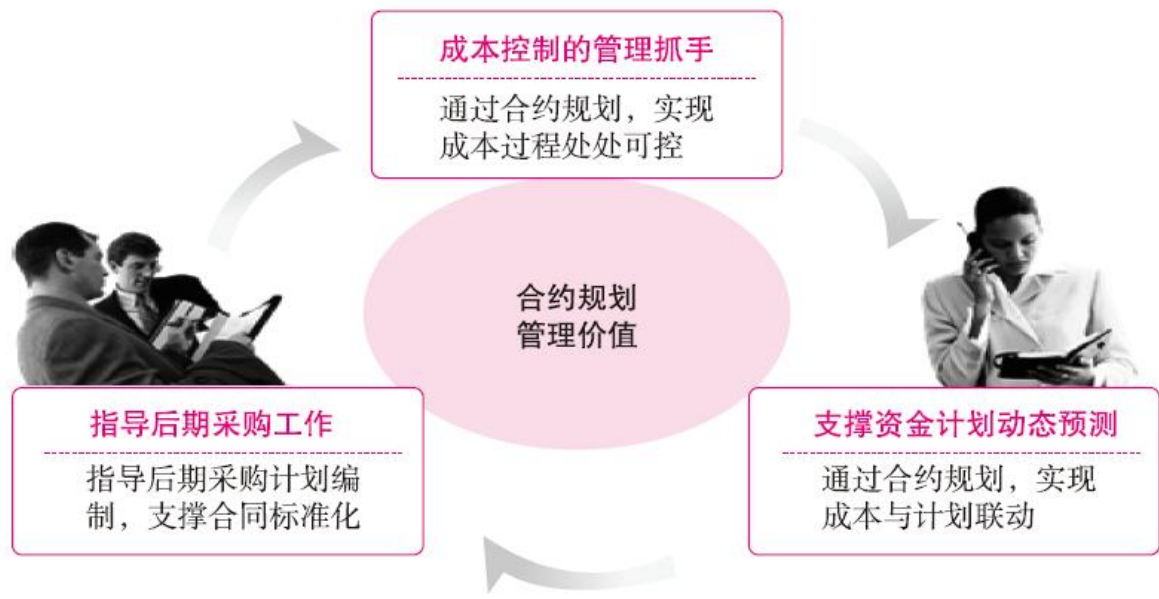 成本控制的管理抓手
通过合约规划，实现
成本过程处处可控
合约规划
管理价值
指导后期采购工作
指导后期采购计划编
制，支撑合同标准化
支撑资金计划动态预测
通过合约规划，实现
成本与计划联动